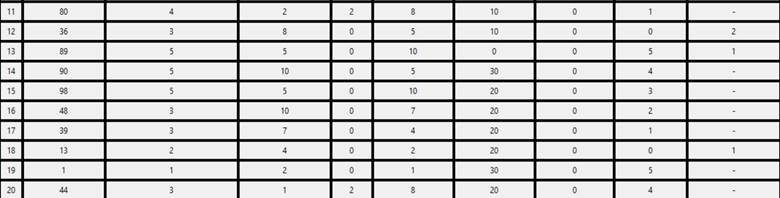 11 80 4 2 2 8 10 0 1 -
12 36 3 8 0 5 10 0 0 2
13 89 5 5 0 10 0 0 5 1
14 90 5 10 0 5 30 0 4 -
15 98 5 5 0 10 20 0 3 -
16 48 3 10 0 7 20 0 2 -
17 39 3 7 0 4 20 0 1 -
18 13 2 4 0 2 20 0 0 1
19 1 1 2 0 1 30 0 5 -
20 44 3 1 2 8 20 0 4 -